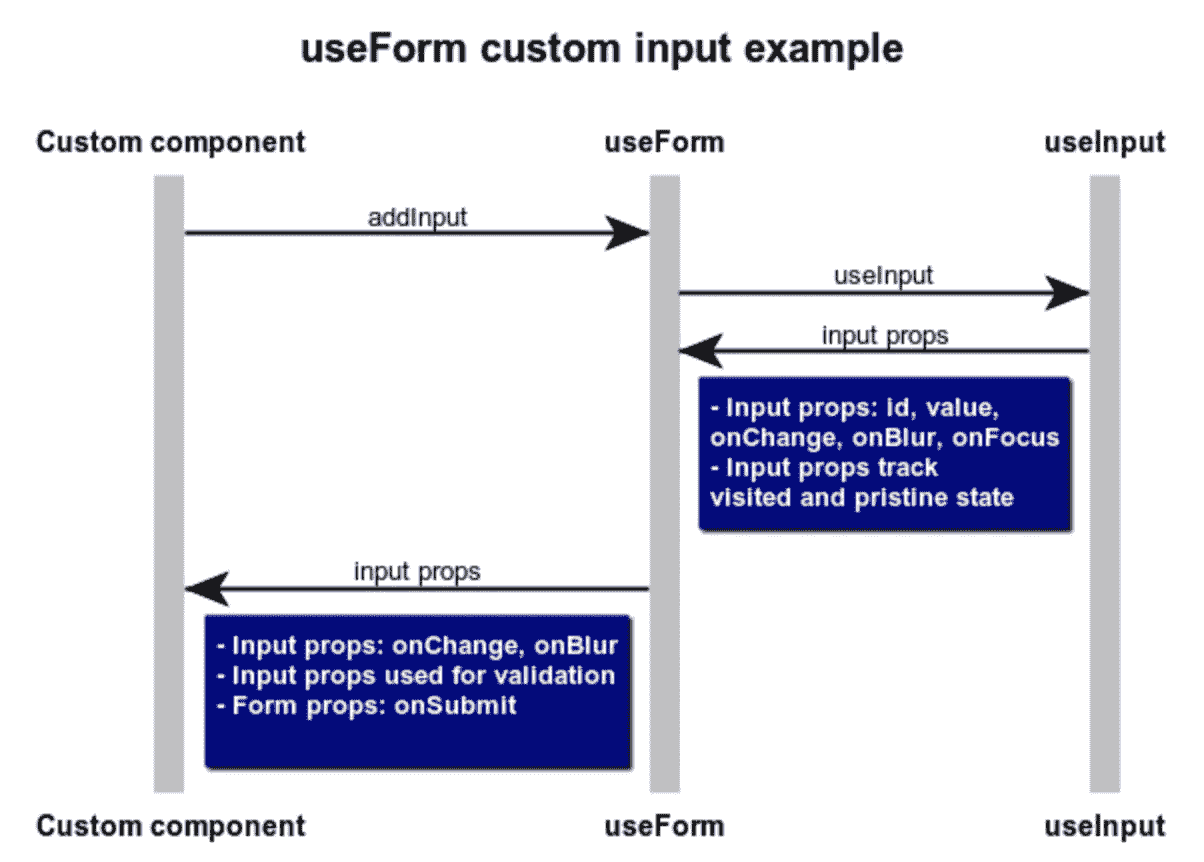 useForm custom input example
Custom component useForm useInput
addInput
useInput
input props
- Input props: id, value,
onChange, onBlur, onFocus
- Input props track
visited and pristine state
input props
- Input props: onChange, onBlur
- Input props used for validation
- Form props: onSubmit
Custom component useForm useInput